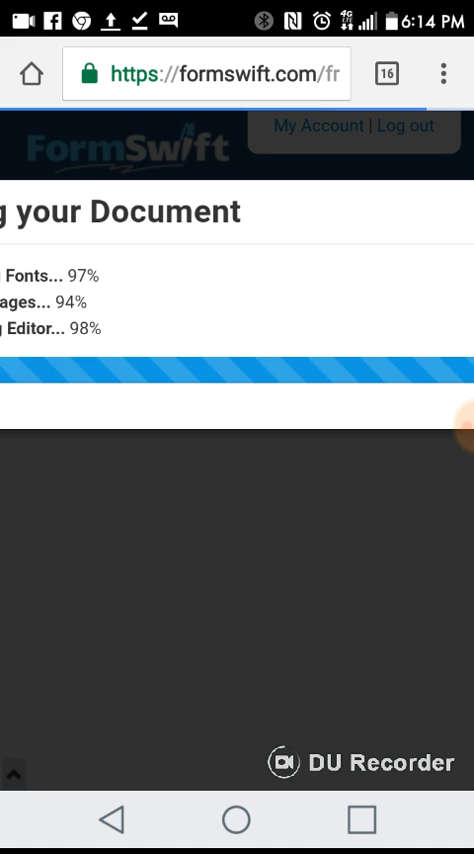 6:14 PM
https://formswift.com/fr
16
My Account | Log out
FormSwift
your Document
Fonts... 97%
ages... 94%
Editor... 98%
DU Recorder